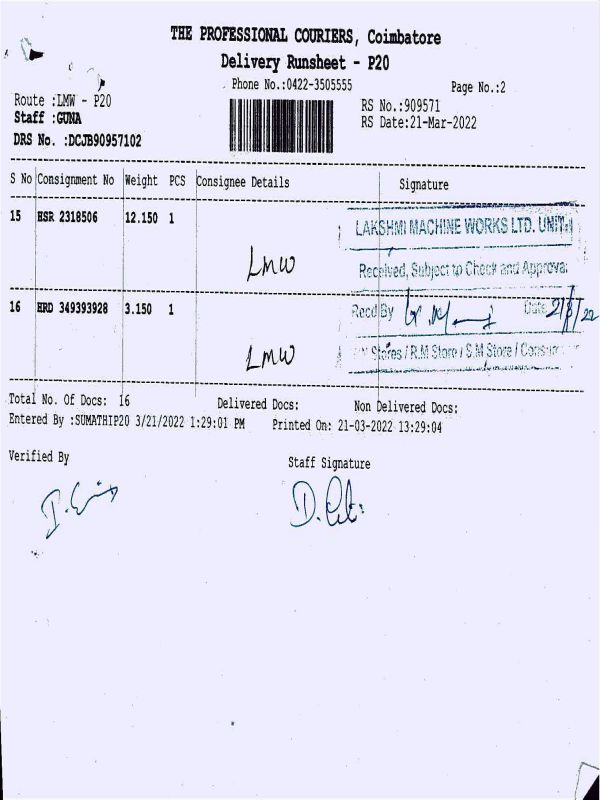 THE PROFESSIONAL COURIERS, Coimbatore
Delivery Runsheet - P20
Phone No.:0422-3505555 Page No.:2
Route :LMW - P20
RS No.:909571
Staff :GUNA
RS Date:21-Mar-2022
DRS No. :DCJB90957102
S No Consignment No Weight PCS Consignee Details Signature
15 HSR 2318506 12.150 1
LAKSHMI MACHINE WORKS LTD. UNIT-
LMW
Received, Subject to Check and Approval
16 HRD 349393928 3.150 1
Recd By Date 21/3/22
LMW
Stores / R.M Store / S.M Store /
Total No. Of Docs: 16 Delivered Docs: Non Delivered Docs:
Entered By :SUMATHIP20 3/21/2022 1:29:01 PM Printed On: 21-03-2022 13:29:04
Verified By
Staff Signature